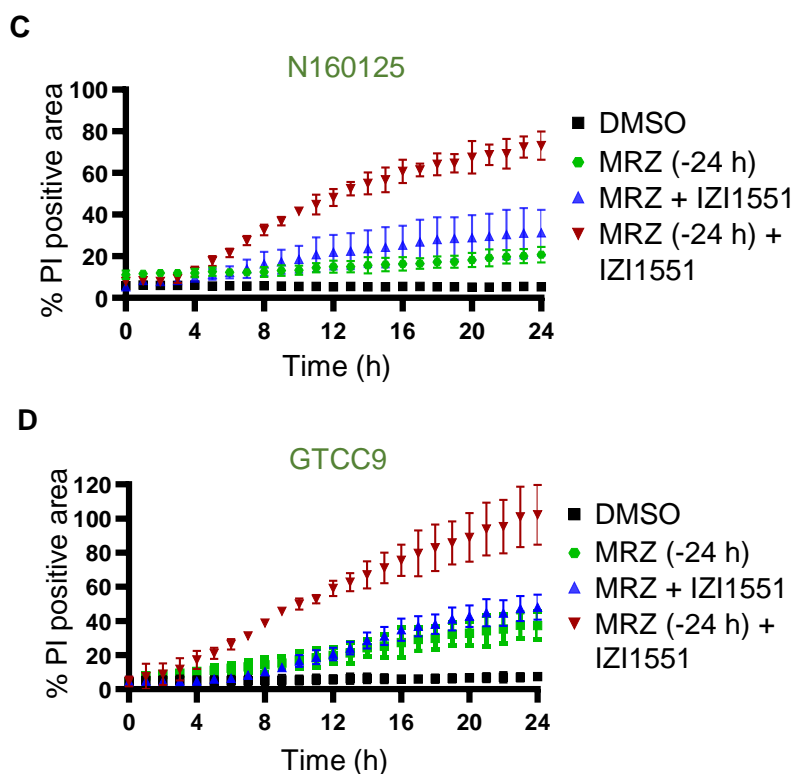 C
N160125
100
80
60
40
20
0
% PI positive area
0 4 8 12 16 20 24
Time (h)
DMSO
MRZ (-24 h)
MRZ + IZI1551
MRZ (-24 h) +
IZI1551
D
GTCC9
120
100
80
60
40
20
0
% PI positive area
0 4 8 12 16 20 24
Time (h)
DMSO
MRZ (-24 h)
MRZ + IZI1551
MRZ (-24 h) +
IZI1551